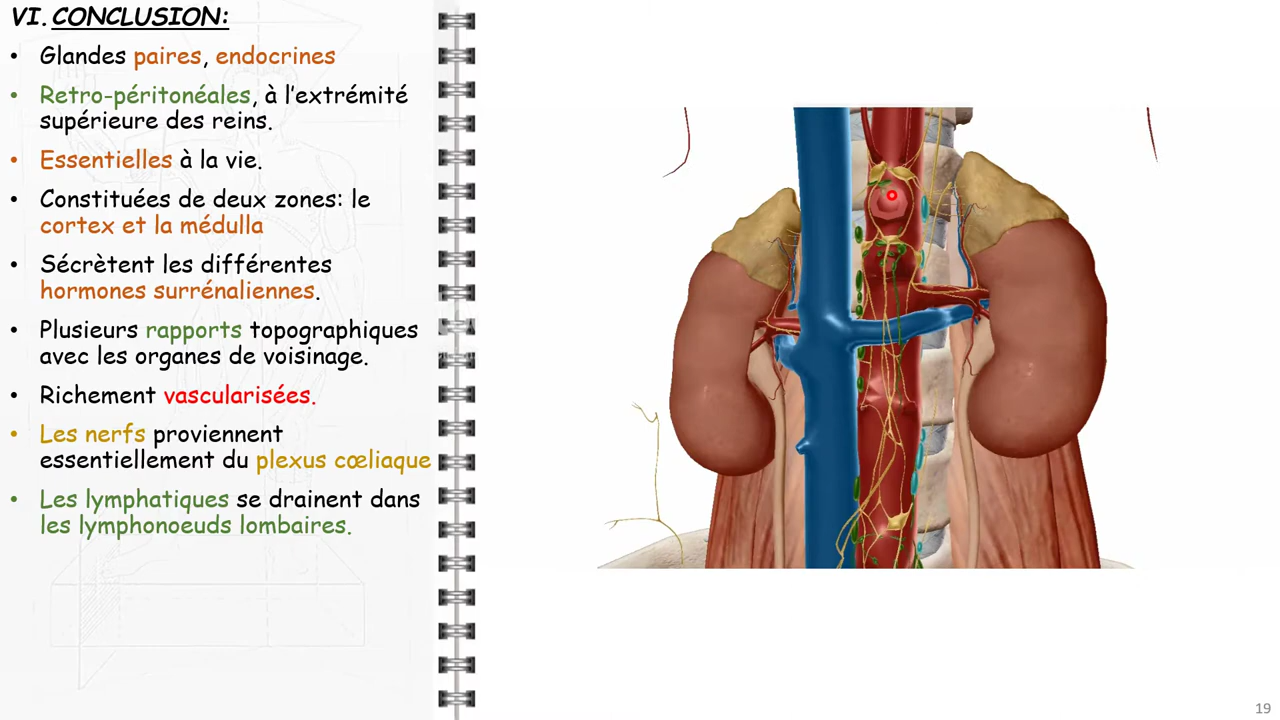 VI. CONCLUSION:
• Glandes paires, endocrines
• Retro-péritonéales, à l'extrémité
supérieure des reins.
• Essentielles à la vie.
• Constituées de deux zones: le
cortex et la médulla
• Sécrètent les différentes
hormones surrénaliennes.
• Plusieurs rapports topographiques
avec les organes de voisinage.
• Richement vascularisées.
• Les nerfs proviennent
essentiellement du plexus cœliaque
• Les lymphatiques se drainent dans
les lymphonoeuds lombaires.
19